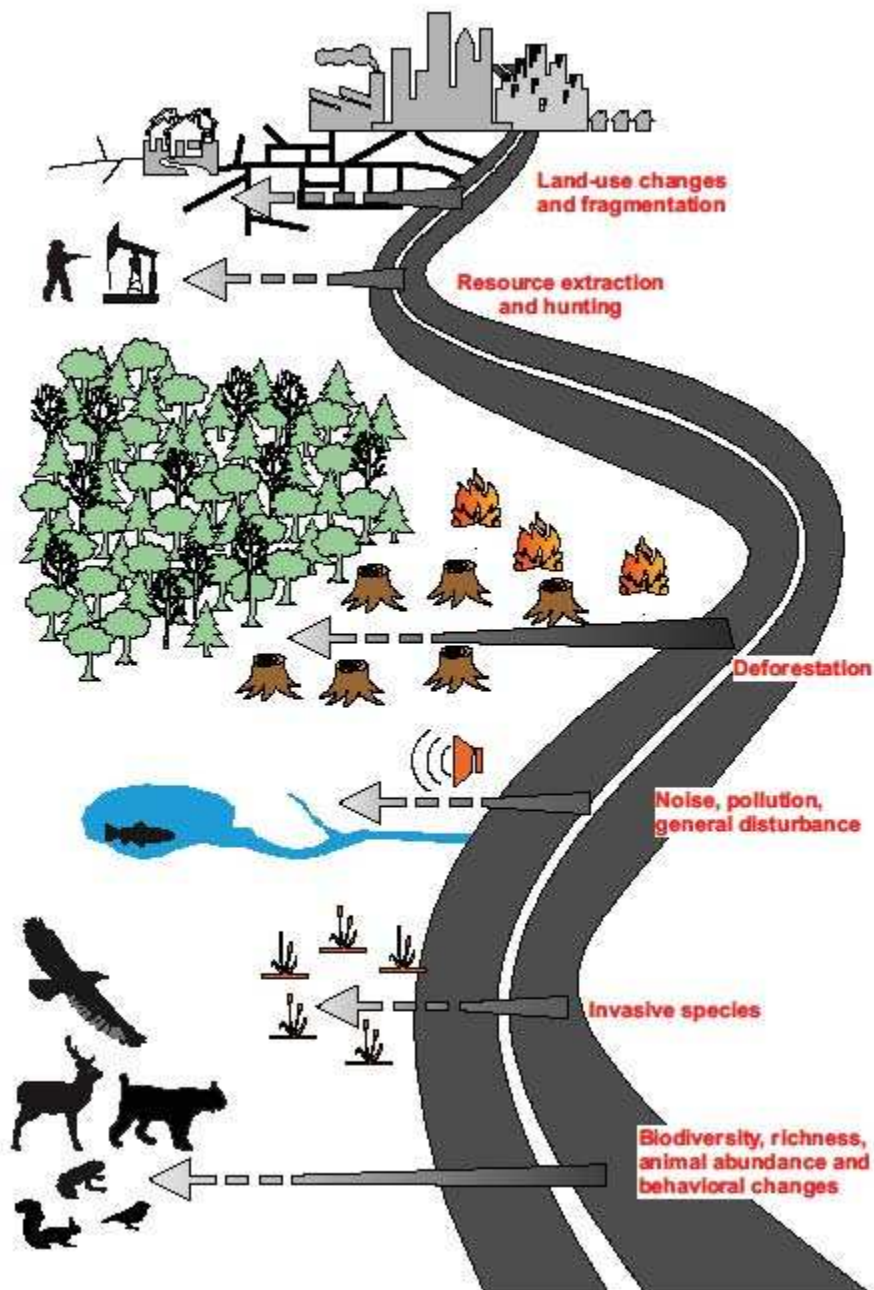 Land-use changes
and fragmentation
Resource extraction
and hunting
Deforestation
Noise, pollution,
general disturbance
Invasive species
Biodiversity, richness,
animal abundance and
behavioral changes